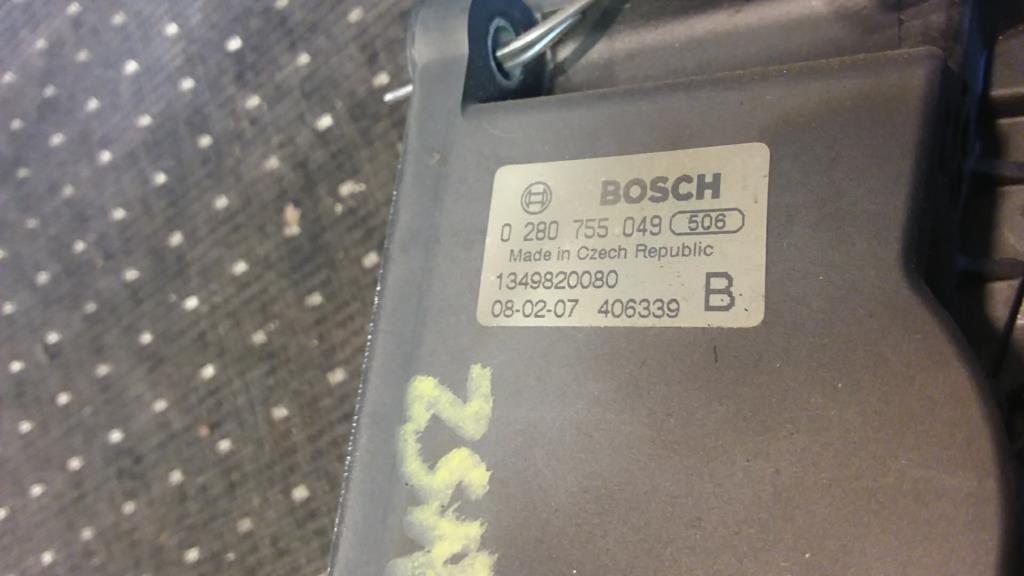 BOSCH
0 280 755 049 506
Made in Czech Republic
1349820080
08-02-07 406339 B